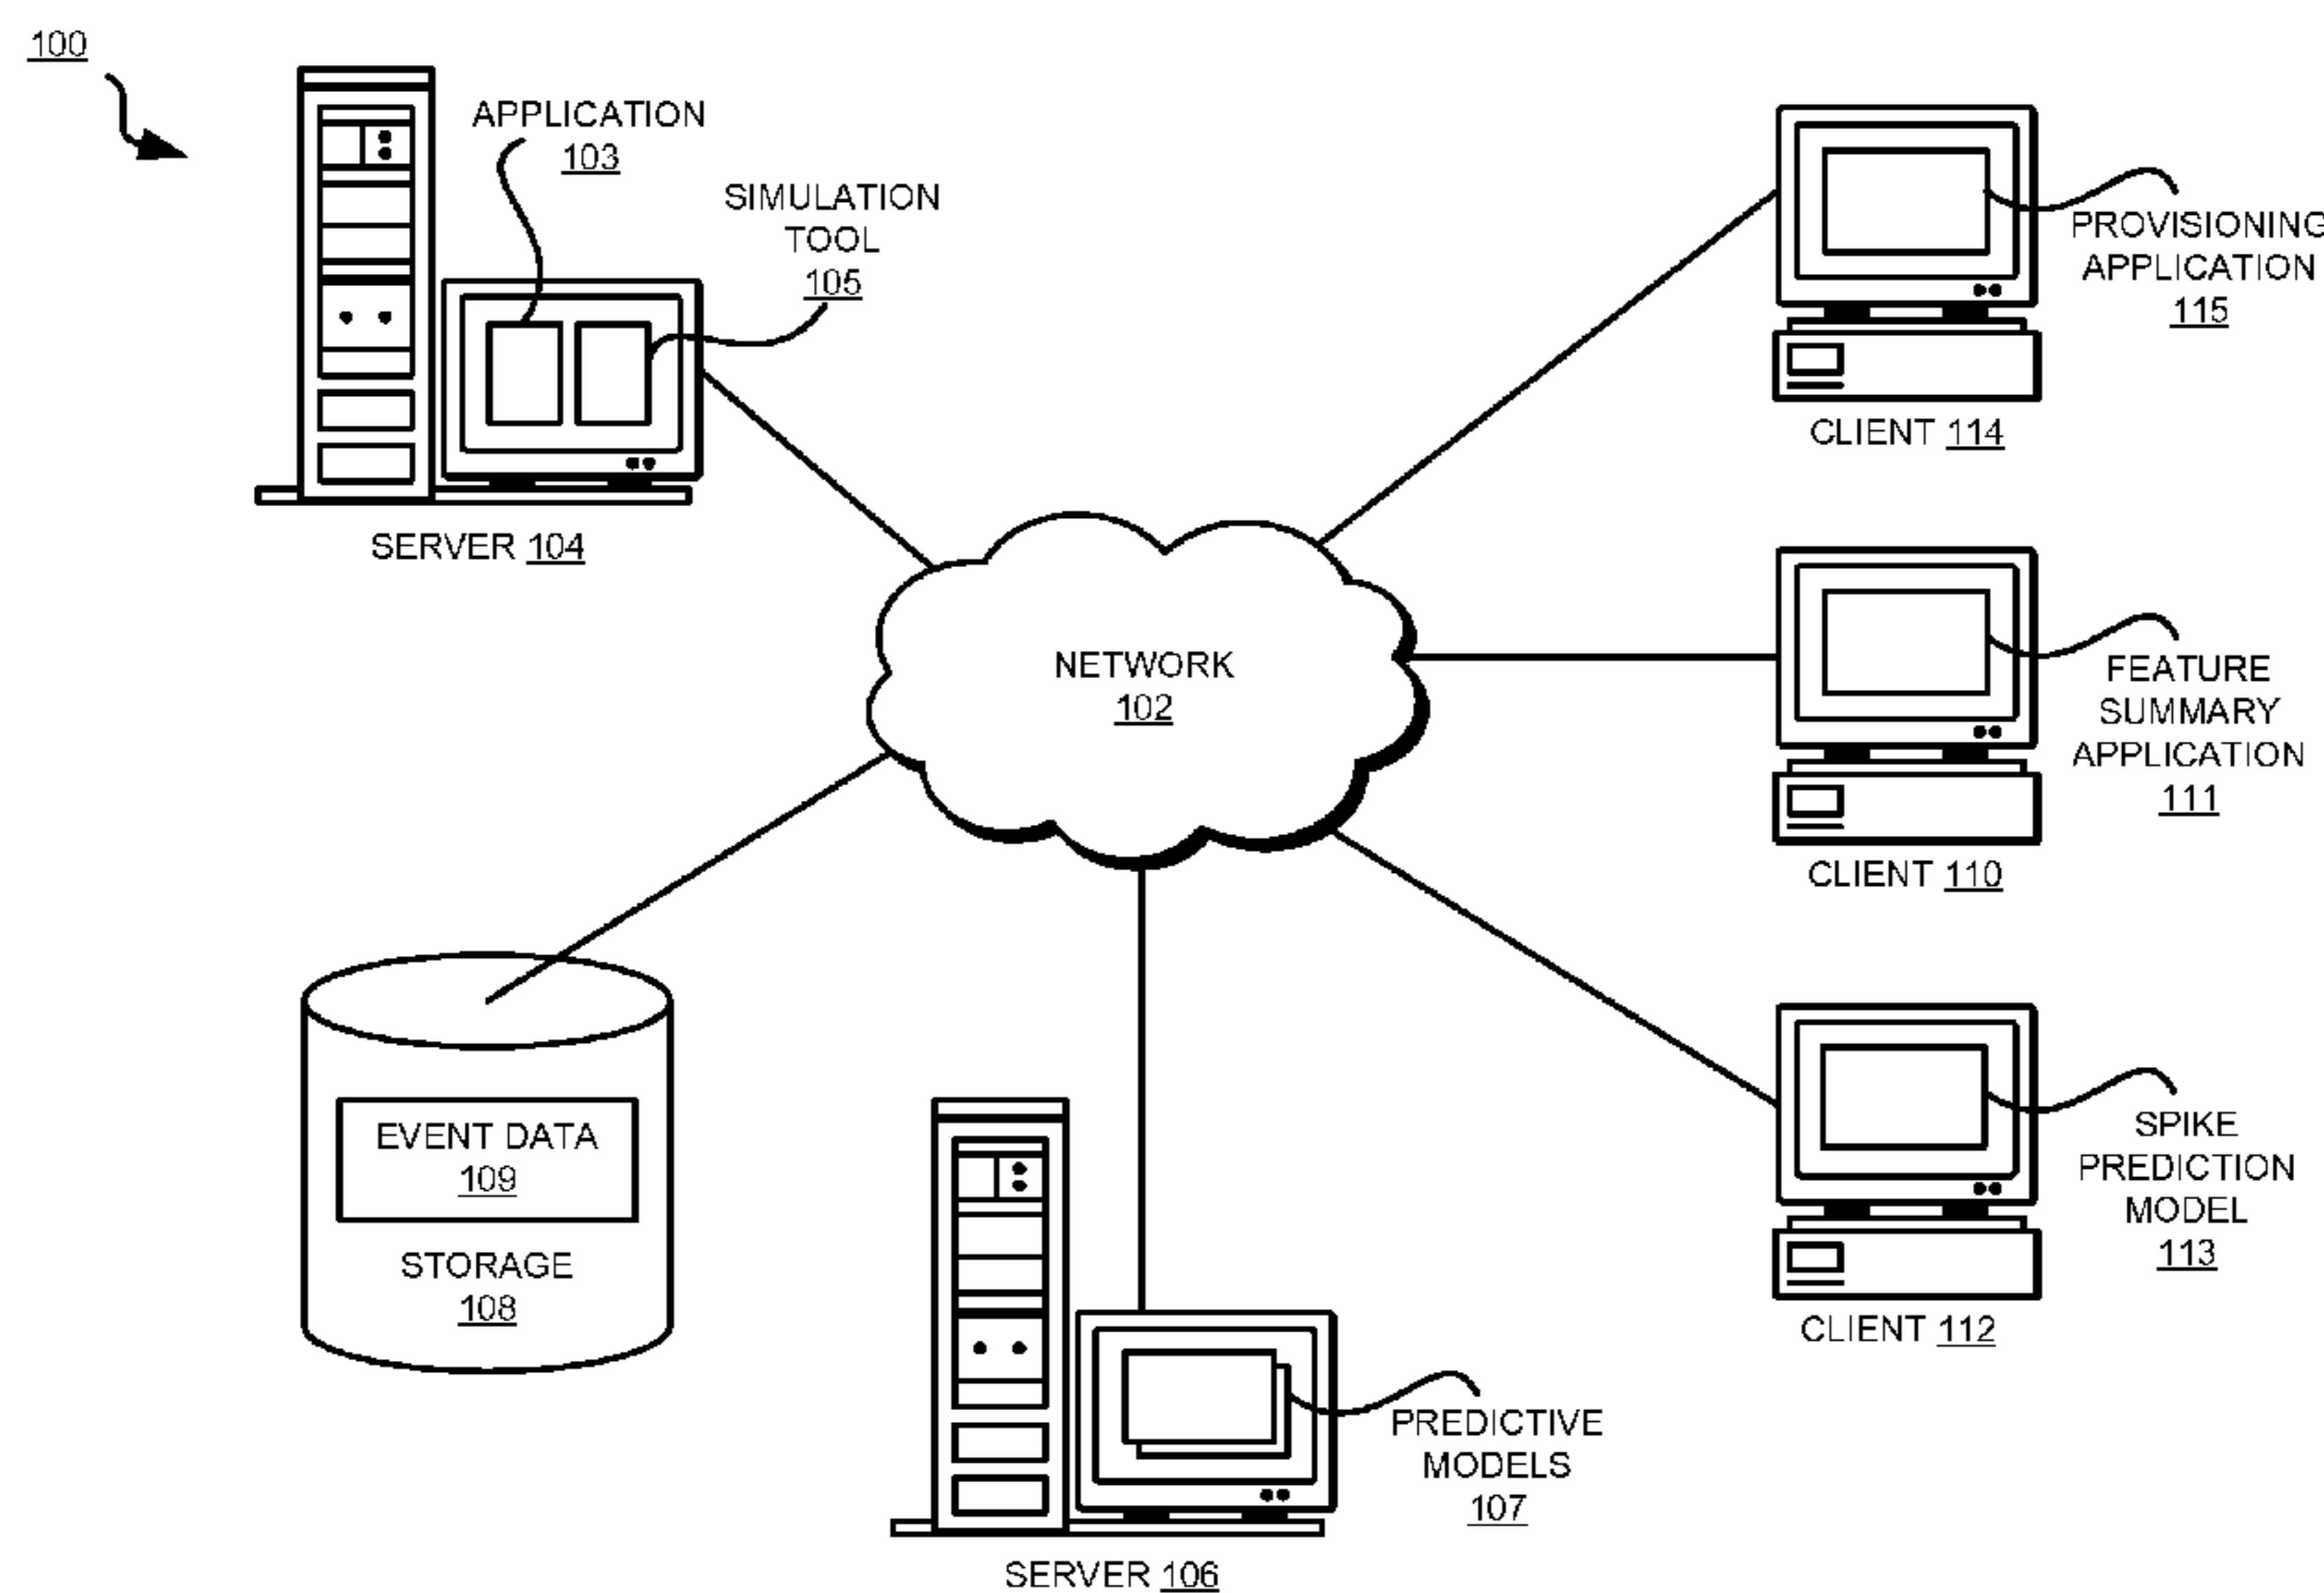 100
APPLICATION
103
SIMULATION
TOOL
105
SERVER 104
PROVISIONING
APPLICATION
115
CLIENT 114
NETWORK
102
FEATURE
SUMMARY
APPLICATION
111
CLIENT 110
EVENT DATA
109
STORAGE
108
SPIKE
PREDICTION
MODEL
113
CLIENT 112
PREDICTIVE
MODELS
107
SERVER 106